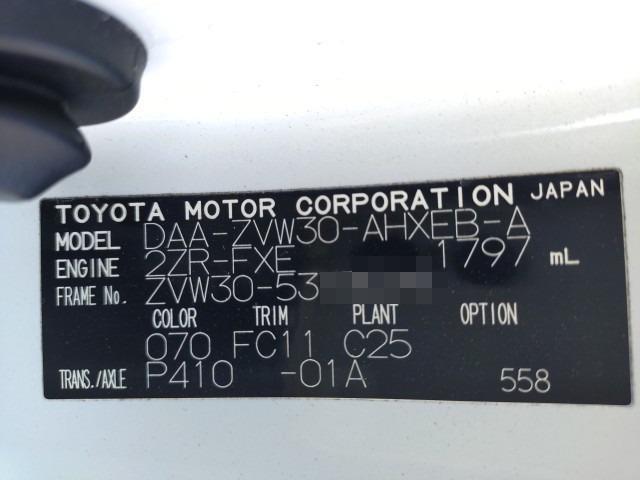 TOYOTA MOTOR CORPORATION JAPAN
MODEL DAA-ZVW30-AHXEB-A
ENGINE 2ZR-FXE 1797 mL
FRAME No. ZVW30-53
COLOR TRIM PLANT OPTION
070 FC11 C25
TRANS./AXLE P410 -01A 558